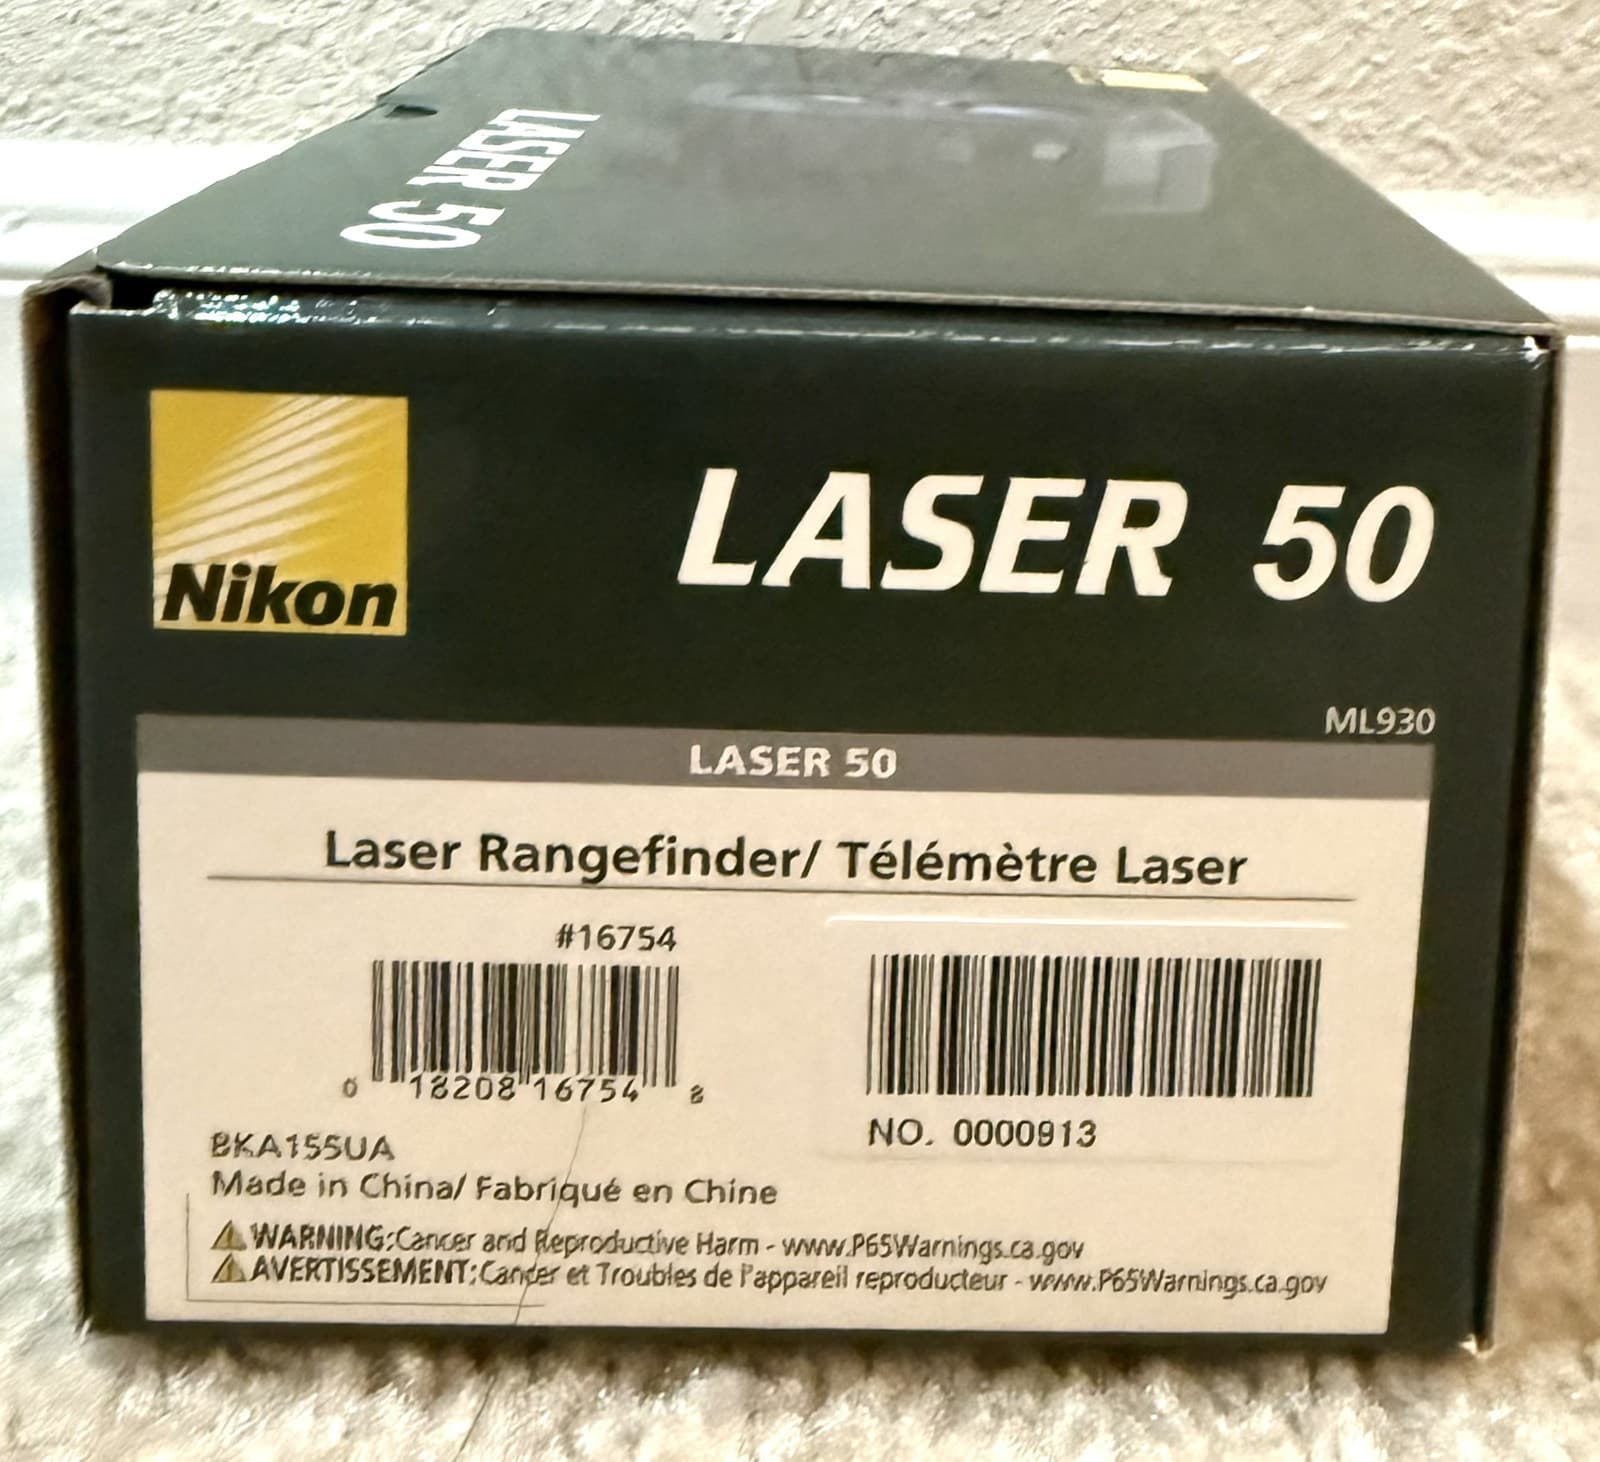 LASER 50
Nikon
LASER 50
ML930
LASER 50
Laser Rangefinder/ Télémètre Laser
#16754
0 18208 16754 8
NO. 0000913
BKA155UA
Made in China/ Fabriqué en Chine
⚠WARNING:Cancer and Reproductive Harm - www.P65Warnings.ca.gov
⚠AVERTISSEMENT:Cancer et Troubles de l'appareil reproducteur - www.P65Warnings.ca.gov